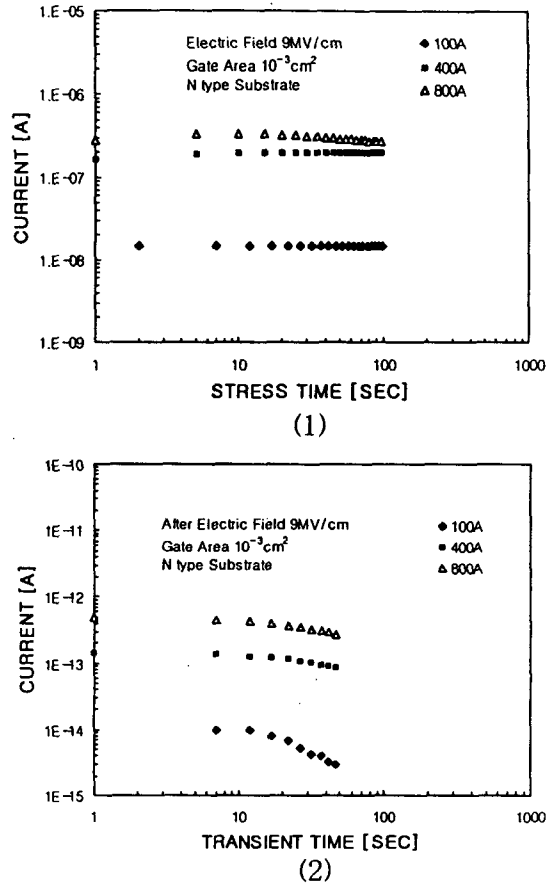 1.E-05
1.E-06
1.E-07
1.E-08
1.E-09
CURRENT [A]
Electric Field 9MV/cm
Gate Area 10⁻³cm²
N type Substrate
100A
400A
800A
1
10
100
1000
STRESS TIME [SEC]
(1)
1E-10
1E-11
1E-12
1E-13
1E-14
1E-15
CURRENT [A]
After Electric Field 9MV/cm
Gate Area 10⁻³cm²
N type Substrate
100A
400A
800A
1
10
100
1000
TRANSIENT TIME [SEC]
(2)